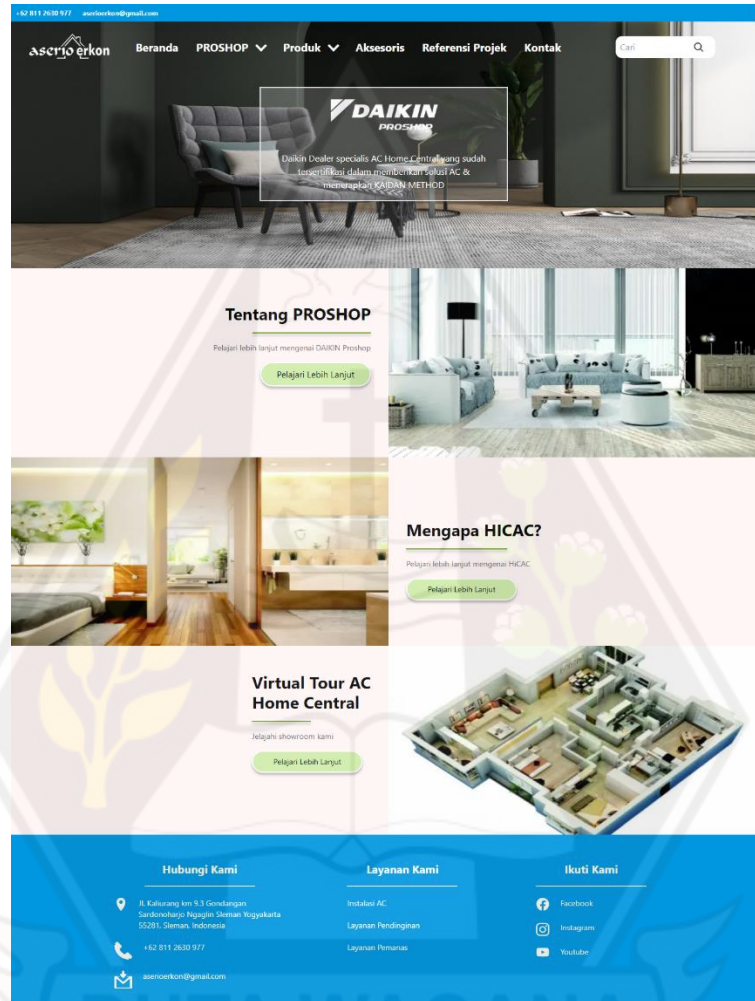 +62 811 2630 977 aserioerkon@gmail.com
aserio erkon Beranda PROSHOP Produk Aksesoris Referensi Projek Kontak Cari
DAIKIN
PROSHOP
Daikin Dealer specialis AC Home Central yang sudah
tersertifikasi dalam memberikan solusi AC &
menerapkan KAIDAN METHOD
Tentang PROSHOP
Pelajari lebih lanjut mengenai DAIKIN Proshop
Pelajari Lebih Lanjut
Mengapa HICAC?
Pelajari lebih lanjut mengenai HiCAC
Pelajari Lebih Lanjut
Virtual Tour AC
Home Central
Jelajahi showroom kami
Pelajari Lebih Lanjut
Hubungi Kami
Jl. Kaliurang km 9.3 Gondangan
Sardonoharjo Ngaglin Sleman Yogyakarta
55281. Sleman. Indonesia
+62 811 2630 977
aserioerkon@gmail.com
Layanan Kami
Instalasi AC
Layanan Pendinginan
Layanan Pemanas
Ikuti Kami
Facebook
Instagram
Youtube